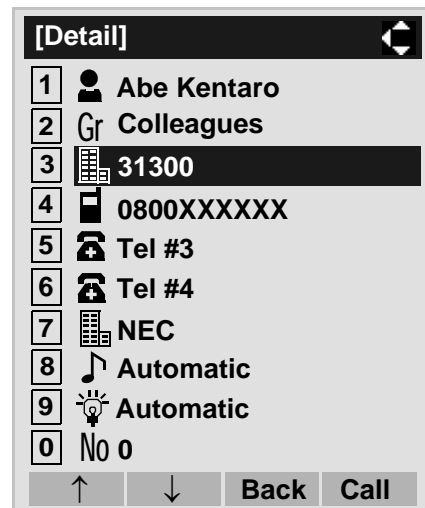 [Detail]
1 Abe Kentaro
2 Gr Colleagues
3 31300
4 0800XXXXXX
5 Tel #3
6 Tel #4
7 NEC
8 Automatic
9 Automatic
0 No 0
↑ ↓ Back Call